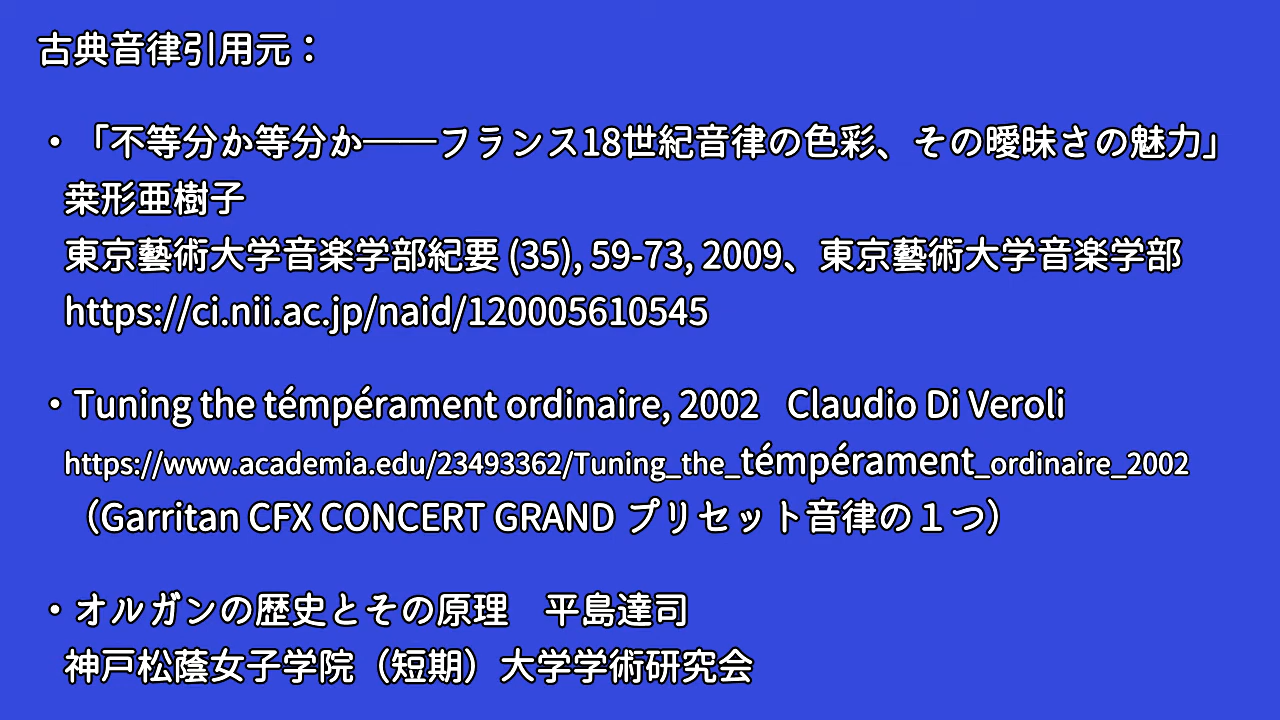 古典音律引用元：
・「不等分か等分か――フランス18世紀音律の色彩、その曖昧さの魅力」
桒形亜樹子
東京藝術大学音楽学部紀要 (35), 59-73, 2009、東京藝術大学音楽学部
https://ci.nii.ac.jp/naid/120005610545
・Tuning the témpérament ordinaire, 2002　Claudio Di Veroli
https://www.academia.edu/23493362/Tuning_the_témpérament_ordinaire_2002
（Garritan CFX CONCERT GRAND プリセット音律の１つ）
・オルガンの歴史とその原理　平島達司
神戸松蔭女子学院（短期）大学学術研究会